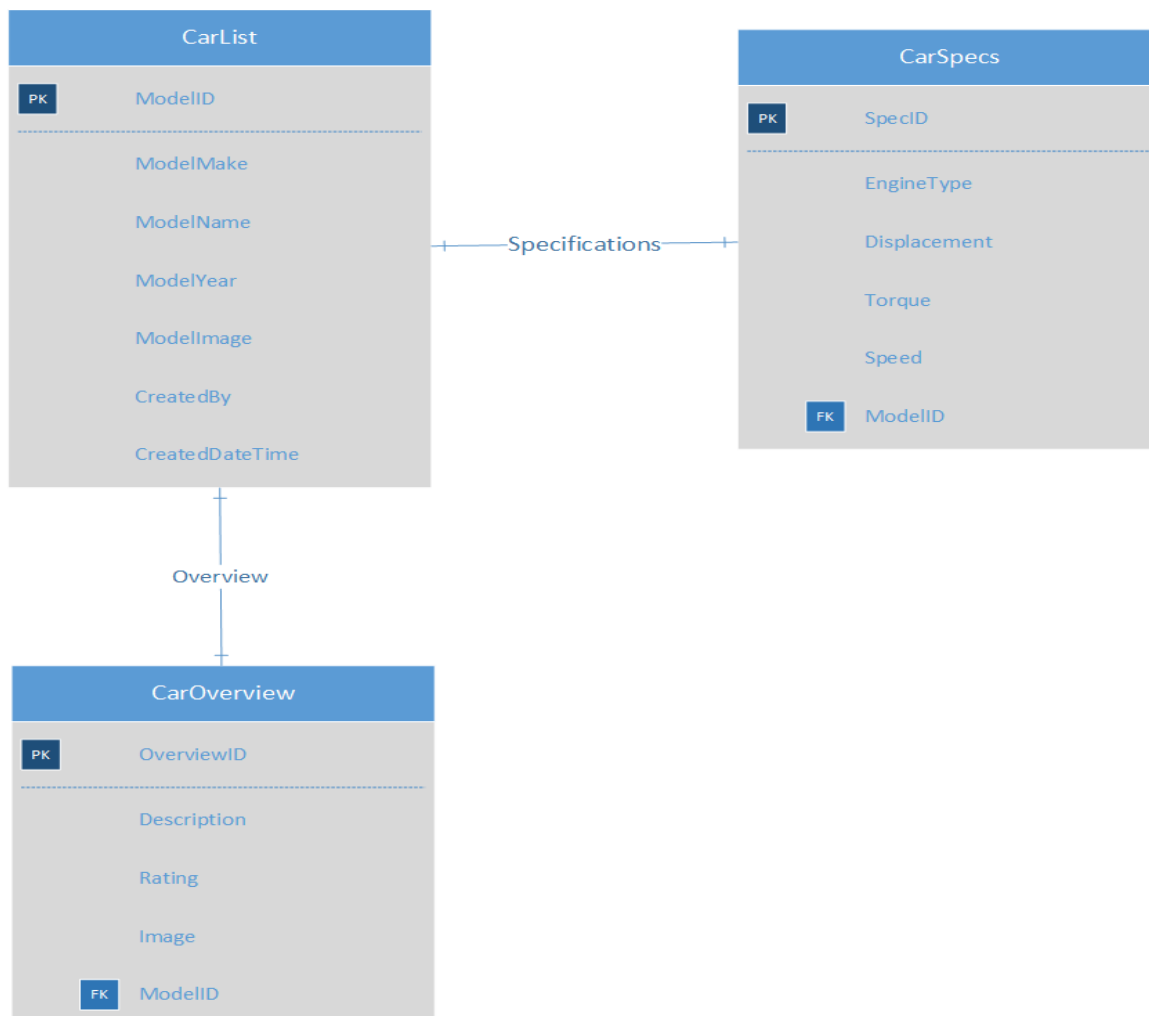 CarList
PK ModelID
ModelMake
ModelName
ModelYear
ModelImage
CreatedBy
CreatedDateTime
Specifications
CarSpecs
PK SpecID
EngineType
Displacement
Torque
Speed
FK ModelID
Overview
CarOverview
PK OverviewID
Description
Rating
Image
FK ModelID